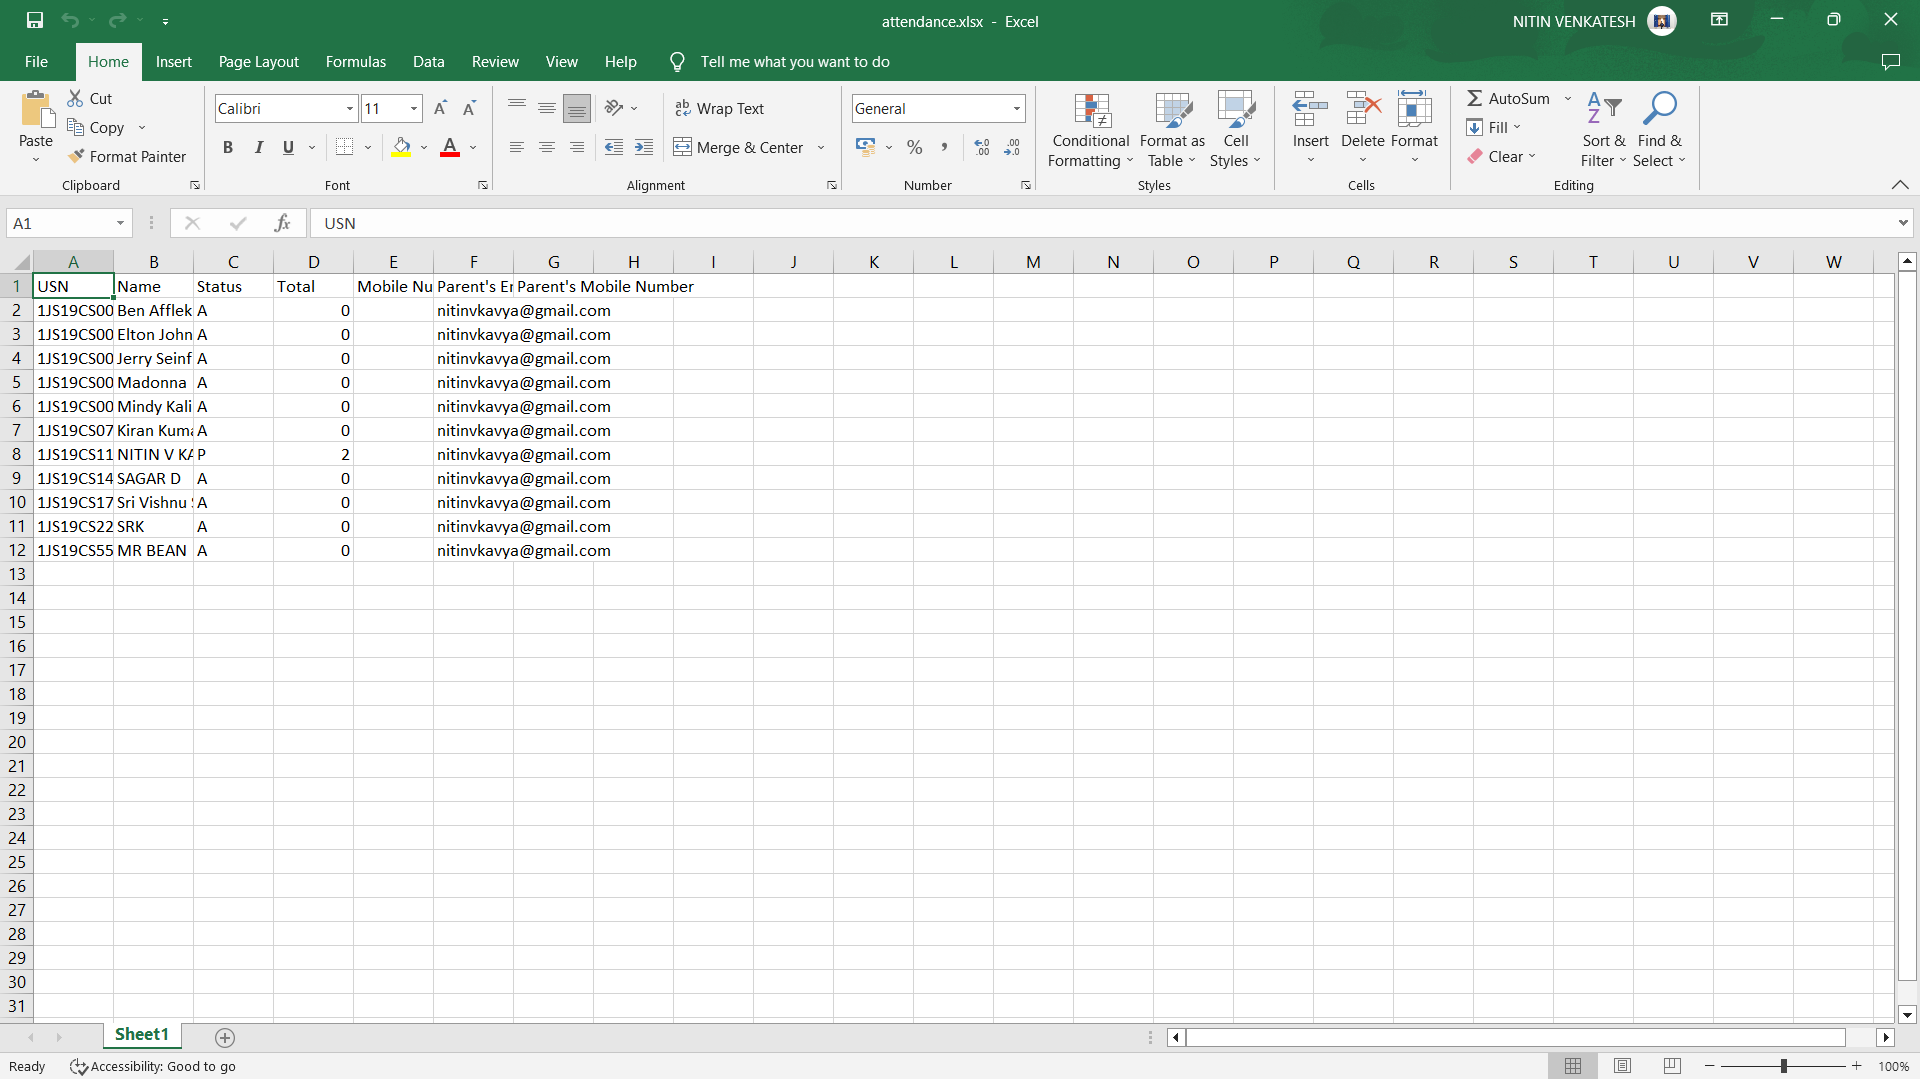 attendance.xlsx - Excel
NITIN VENKATESH
File Home Insert Page Layout Formulas Data Review View Help Tell me what you want to do
Paste
Cut
Copy
Format Painter
Clipboard
Calibri 11
B I U A
Font
Wrap Text
Merge & Center
Alignment
General
% ,
Number
Conditional Formatting
Format as Table
Cell Styles
Styles
Insert Delete Format
Cells
AutoSum
Fill
Clear
Sort & Filter
Find & Select
Editing
A1 fx USN
A B C D E F G H I J K L M N O P Q R S T U V W
1 USN Name Status Total Mobile Nu Parent's Er Parent's Mobile Number
2 1JS19CS00 Ben Afflek A 0 nitinvkavya@gmail.com
3 1JS19CS00 Elton John A 0 nitinvkavya@gmail.com
4 1JS19CS00 Jerry Seinf A 0 nitinvkavya@gmail.com
5 1JS19CS00 Madonna A 0 nitinvkavya@gmail.com
6 1JS19CS00 Mindy Kali A 0 nitinvkavya@gmail.com
7 1JS19CS07 Kiran Kuma A 0 nitinvkavya@gmail.com
8 1JS19CS11 NITIN V KA P 2 nitinvkavya@gmail.com
9 1JS19CS14 SAGAR D A 0 nitinvkavya@gmail.com
10 1JS19CS17 Sri Vishnu A 0 nitinvkavya@gmail.com
11 1JS19CS22 SRK A 0 nitinvkavya@gmail.com
12 1JS19CS55 MR BEAN A 0 nitinvkavya@gmail.com
13
14
15
16
17
18
19
20
21
22
23
24
25
26
27
28
29
30
31
Sheet1
Ready Accessibility: Good to go 100%